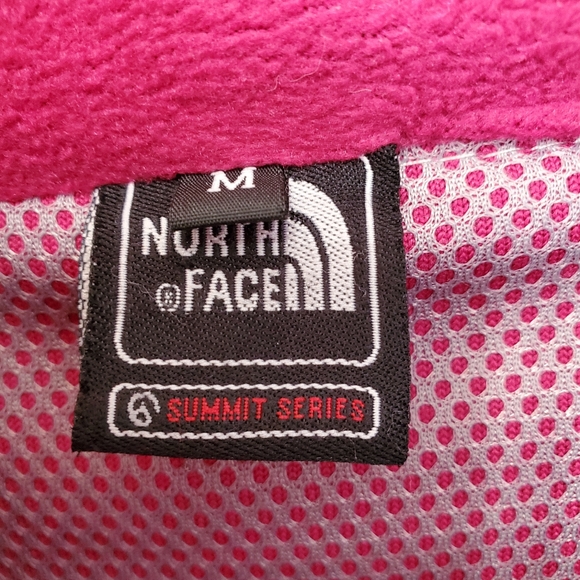 M
NORTH
® FACE
SUMMIT SERIES